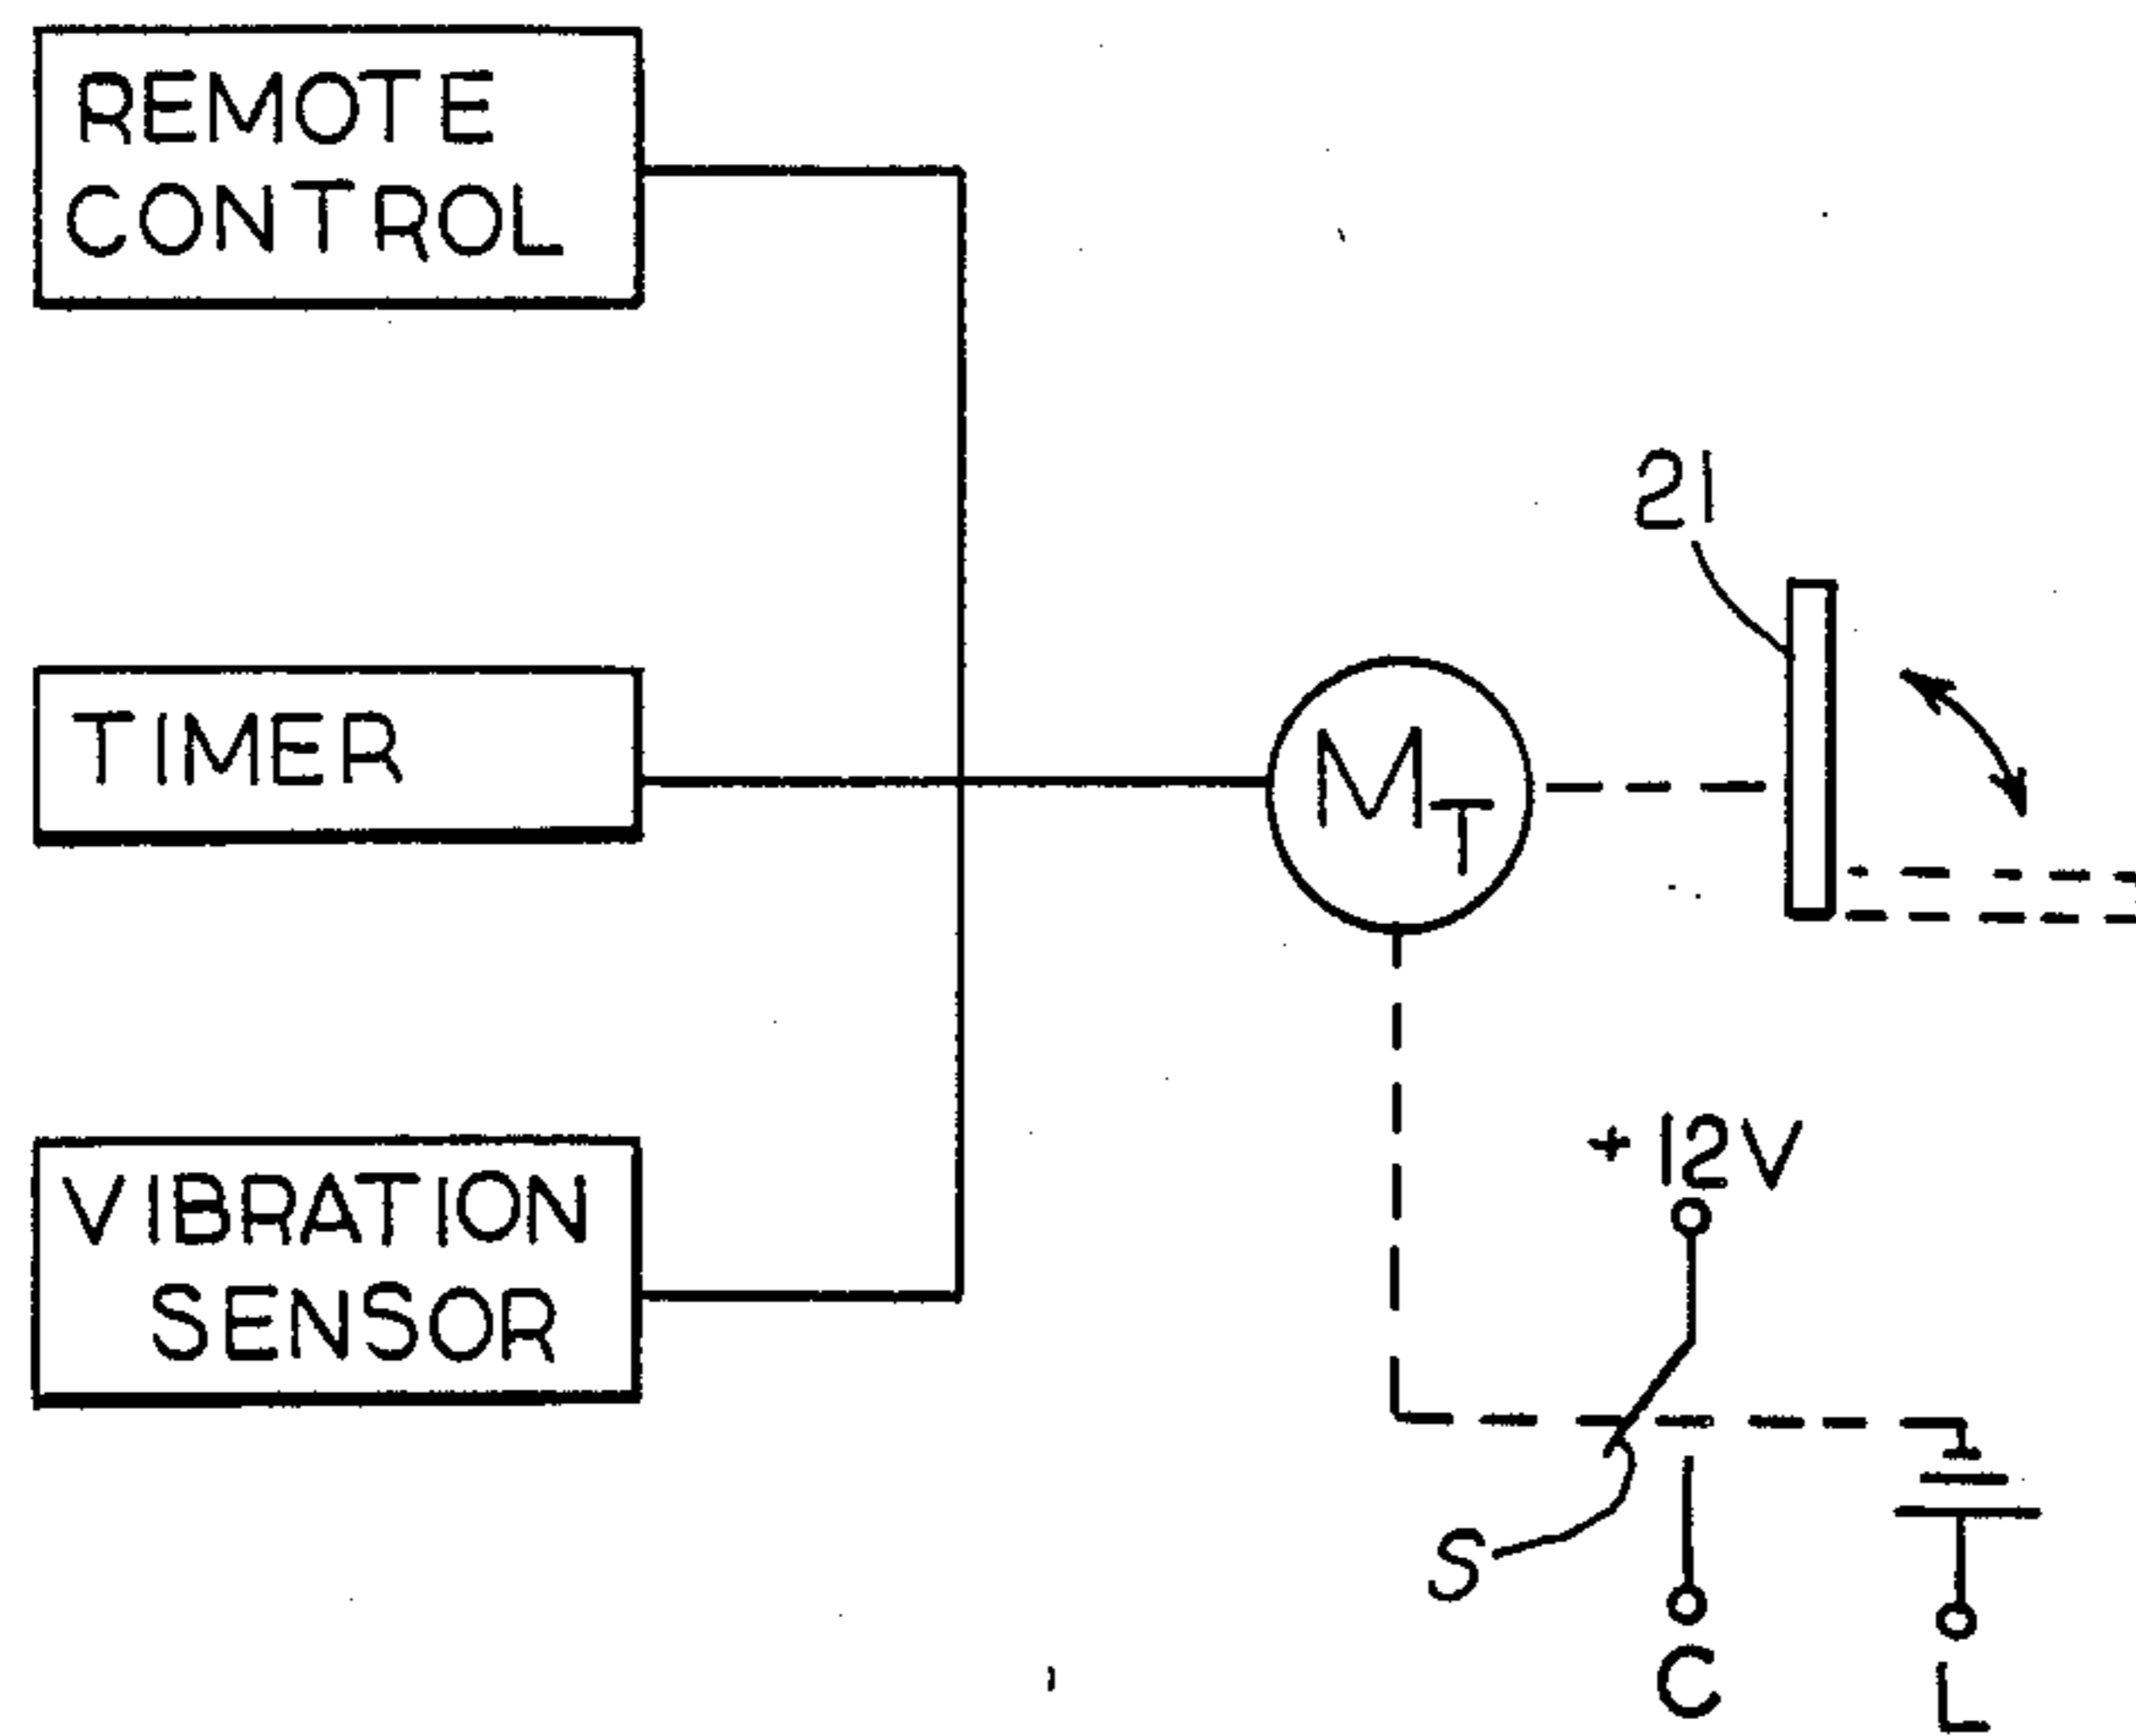 REMOTE
CONTROL
21
TIMER
MT
+12V
VIBRATION
SENSOR
S
C
L